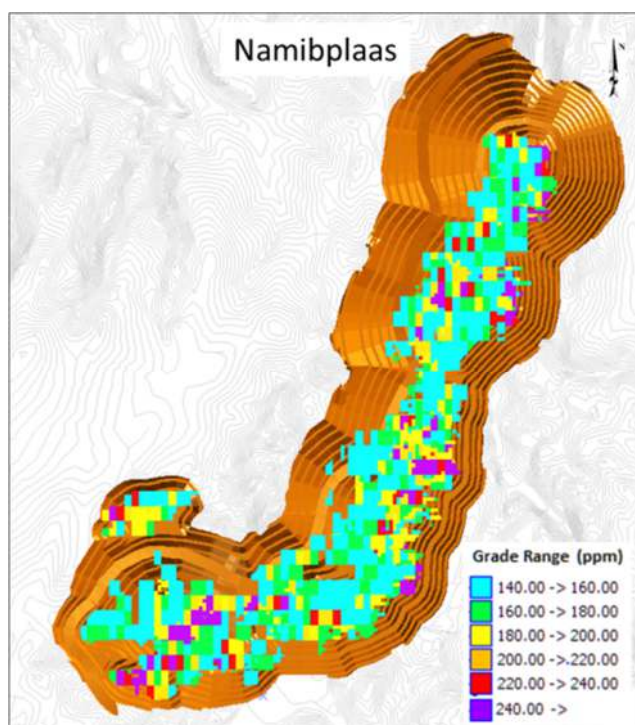 Namibplaas
N
Grade Range (ppm)
140.00 -> 160.00
160.00 -> 180.00
180.00 -> 200.00
200.00 -> 220.00
220.00 -> 240.00
240.00 ->